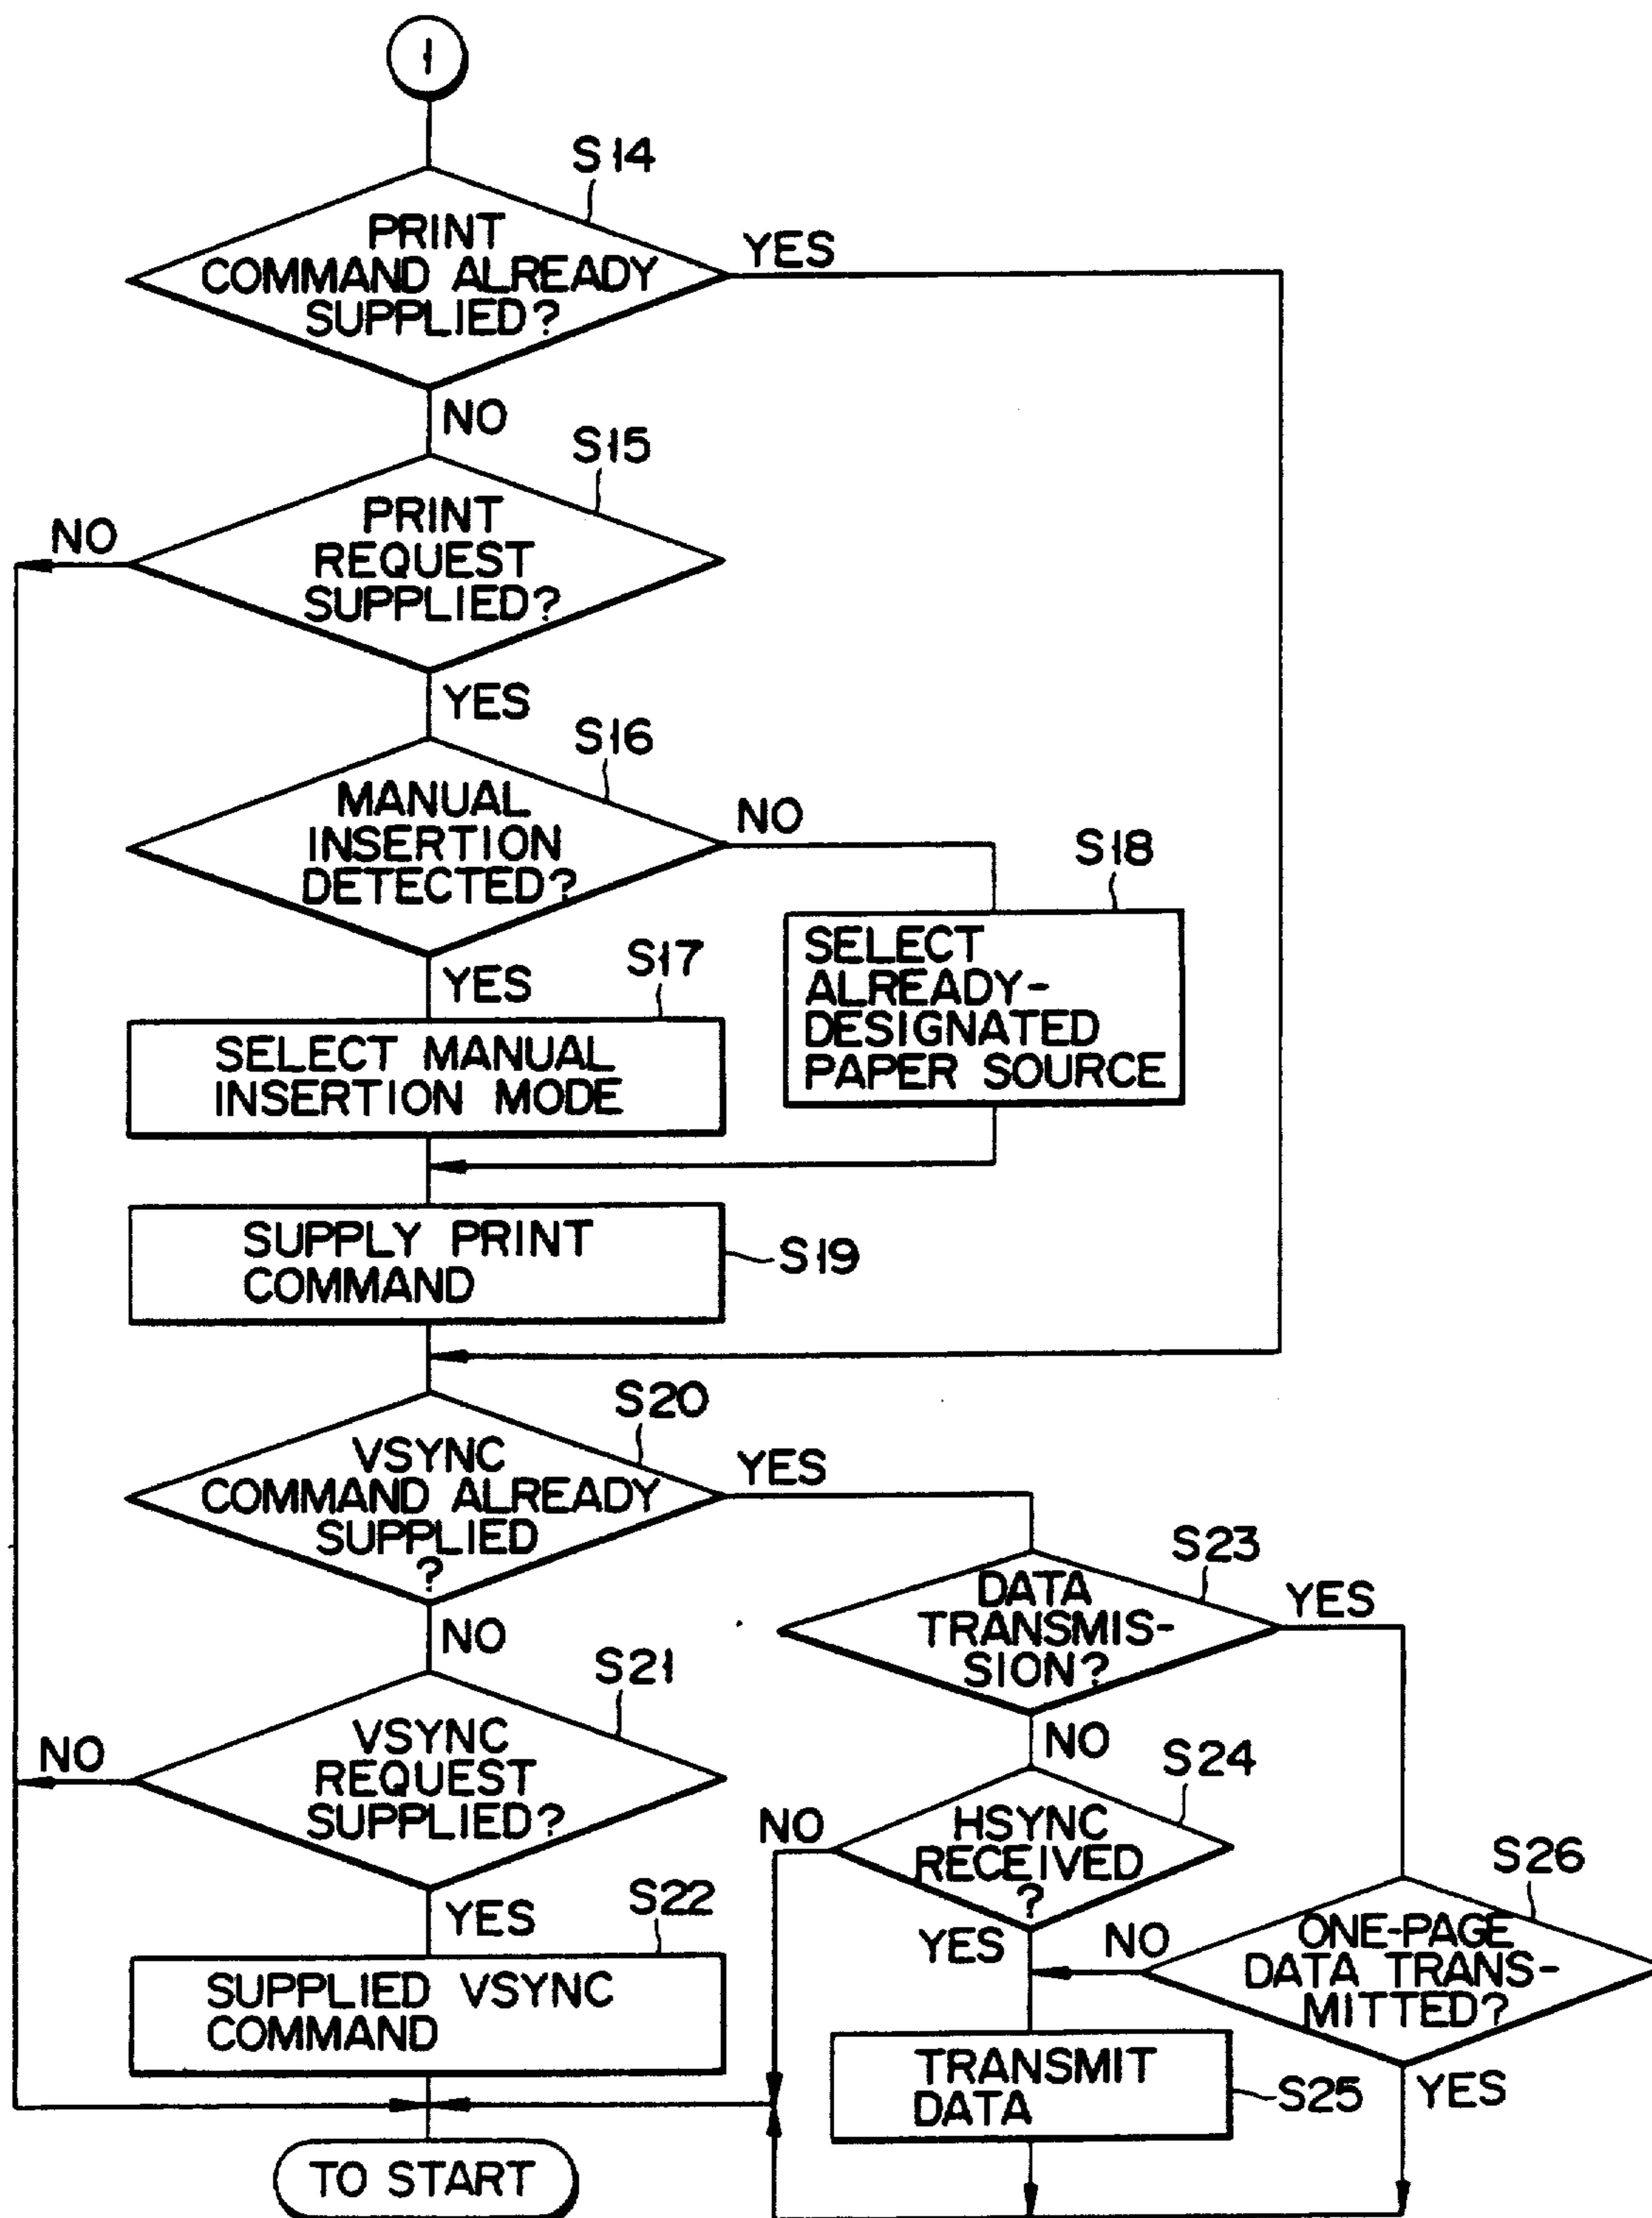 1
S14
PRINT
COMMAND ALREADY
SUPPLIED?
YES
NO
S15
PRINT
REQUEST
SUPPLIED?
NO
YES
S16
MANUAL
INSERTION
DETECTED?
NO
YES
S17
SELECT MANUAL
INSERTION MODE
S18
SELECT
ALREADY-
DESIGNATED
PAPER SOURCE
SUPPLY PRINT
COMMAND
S19
S20
VSYNC
COMMAND ALREADY
SUPPLIED
?
YES
NO
S21
VSYNC
REQUEST
SUPPLIED?
NO
YES
S22
SUPPLIED VSYNC
COMMAND
S23
DATA
TRANSMIS-
SION?
YES
NO
S24
HSYNC
RECEIVED
?
NO
YES
S26
ONE-PAGE
DATA TRANS-
MITTED?
NO
YES
TRANSMIT
DATA
S25
TO START